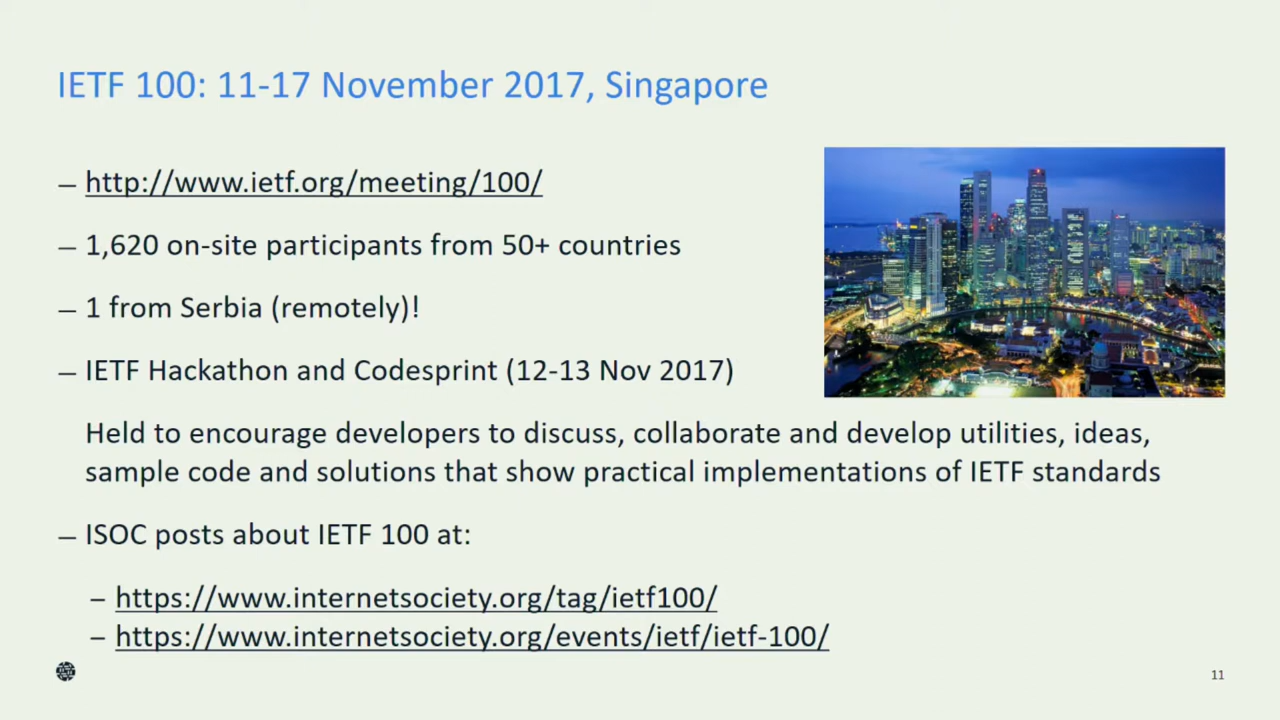 IETF 100: 11-17 November 2017, Singapore
– http://www.ietf.org/meeting/100/
– 1,620 on-site participants from 50+ countries
– 1 from Serbia (remotely)!
– IETF Hackathon and Codesprint (12-13 Nov 2017)
Held to encourage developers to discuss, collaborate and develop utilities, ideas,
sample code and solutions that show practical implementations of IETF standards
– ISOC posts about IETF 100 at:
– https://www.internetsociety.org/tag/ietf100/
– https://www.internetsociety.org/events/ietf/ietf-100/
11